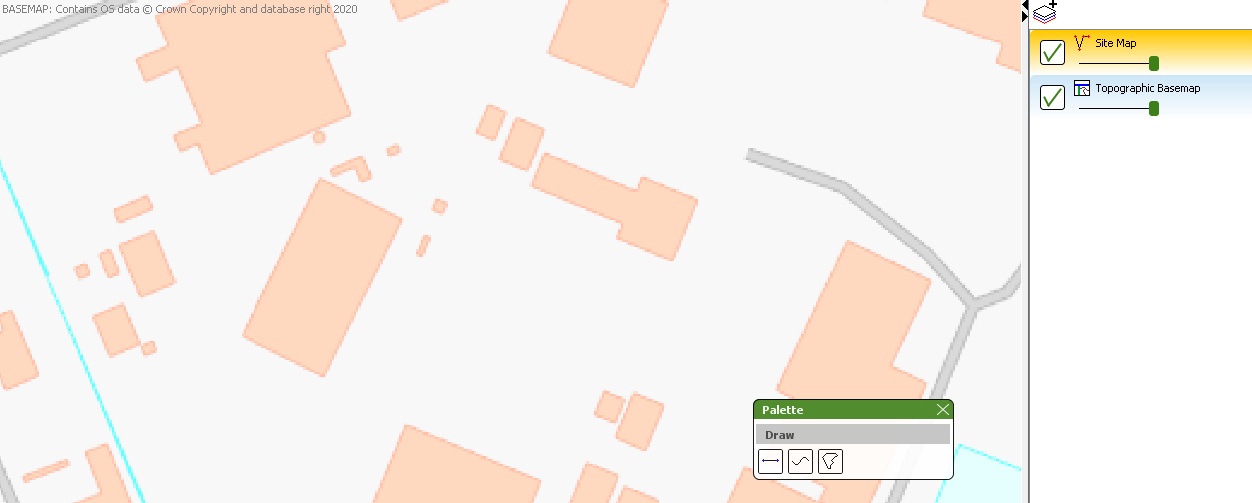 BASEMAP: Contains OS data © Crown Copyright and database right 2020
Site Map
Topographic Basemap
Palette
Draw